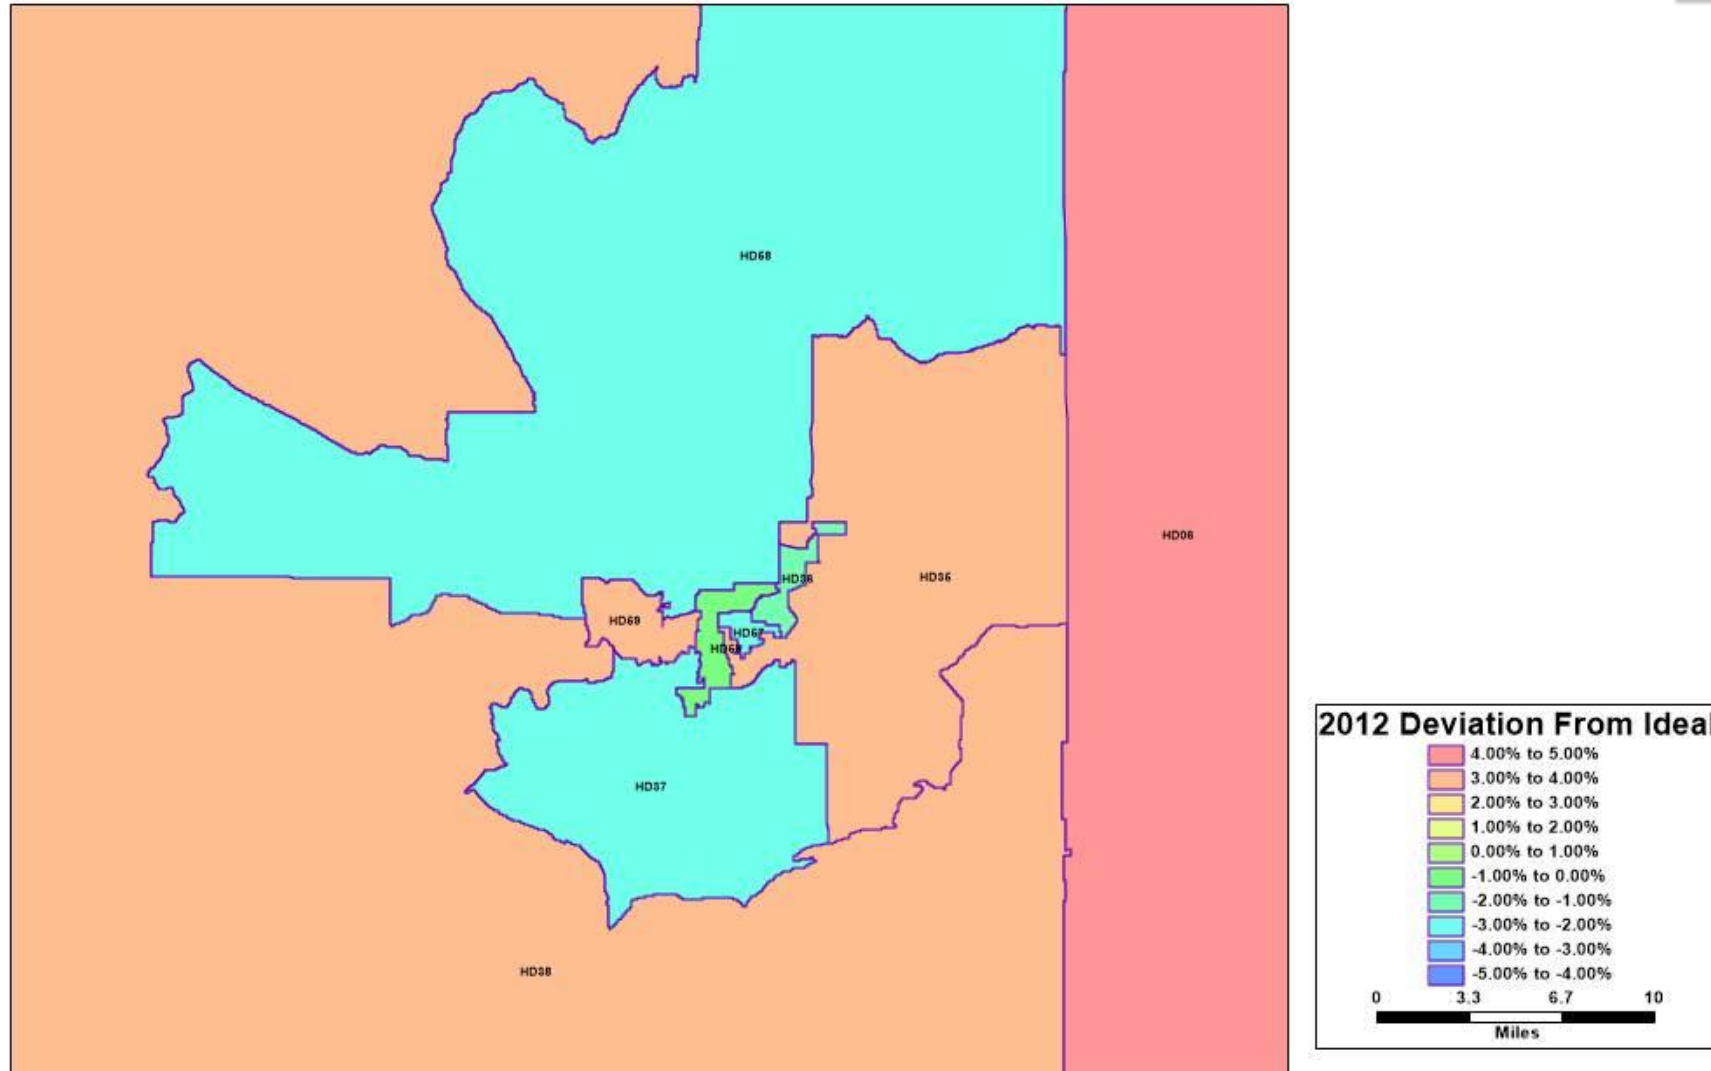 HD68
HD06
HD36
HD36
HD69
HD67
HD37
HD38
2012 Deviation From Ideal
4.00% to 5.00%
3.00% to 4.00%
2.00% to 3.00%
1.00% to 2.00%
0.00% to 1.00%
-1.00% to 0.00%
-2.00% to -1.00%
-3.00% to -2.00%
-4.00% to -3.00%
-5.00% to -4.00%
0 3.3 6.7 10
Miles